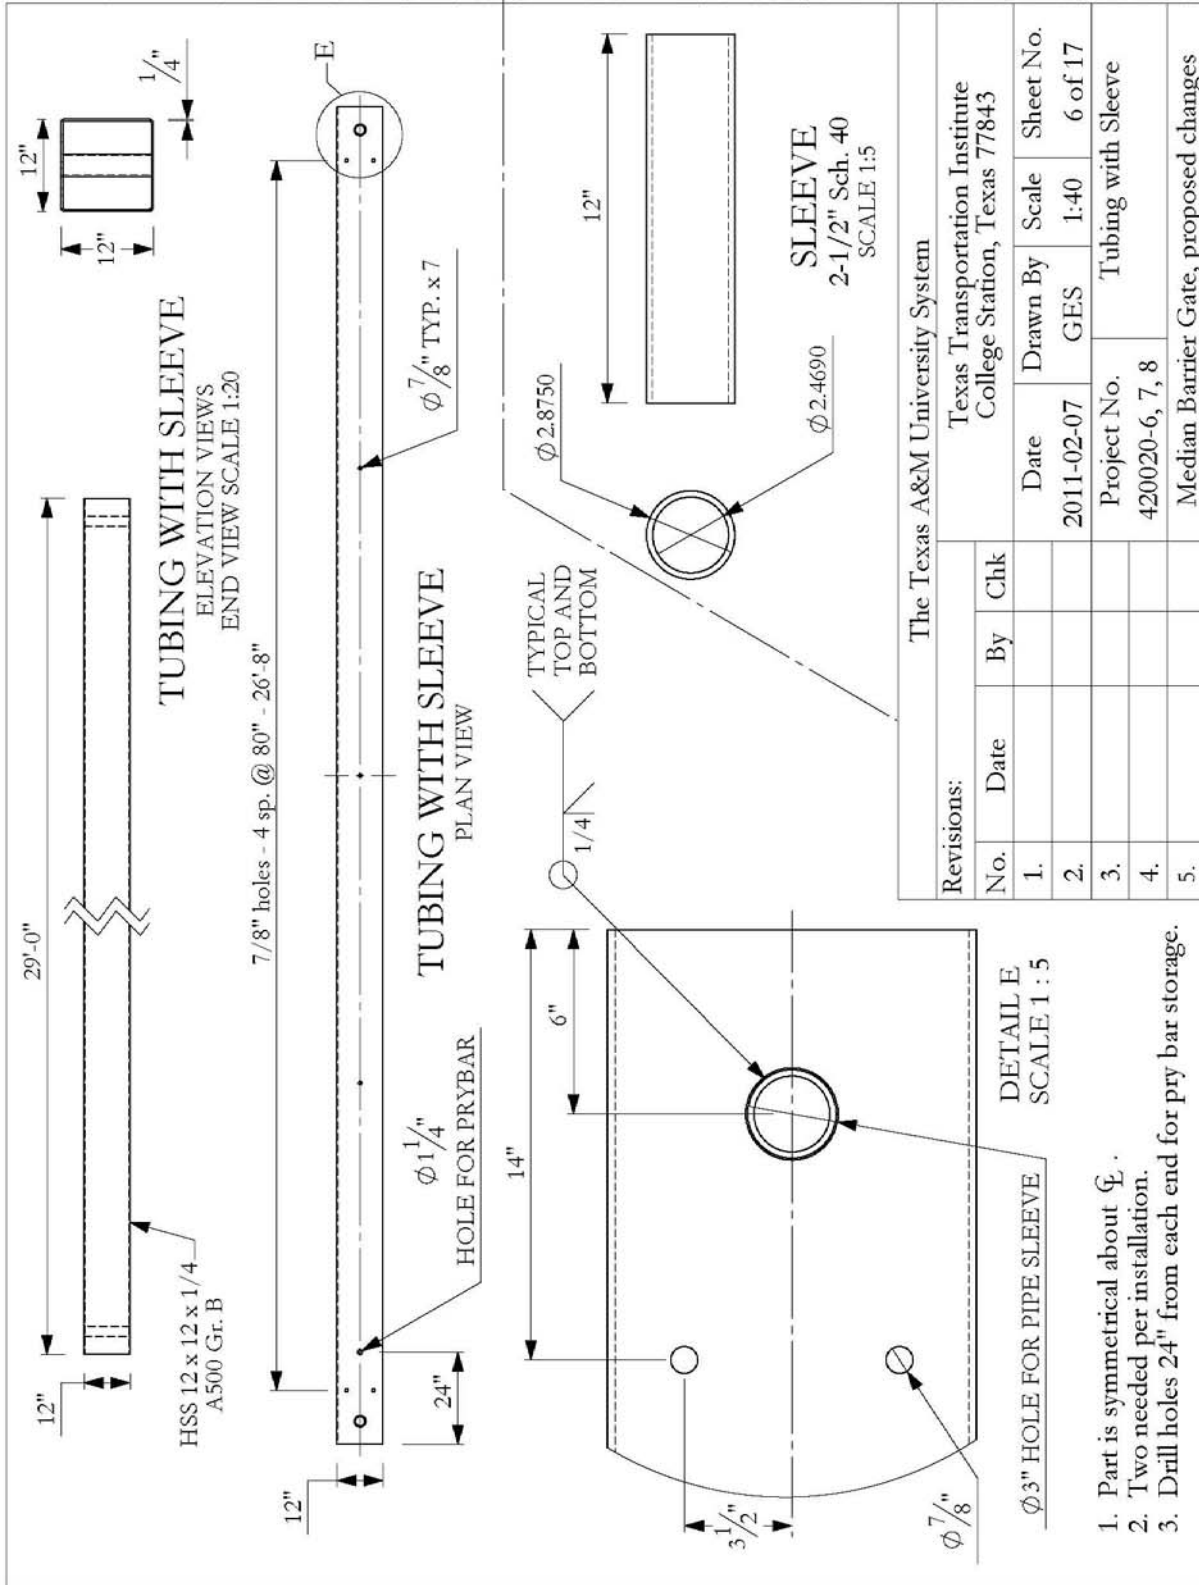 29'-0"
12"
HSS 12 x 12 x 1/4
A500 Gr. B
TUBING WITH SLEEVE
ELEVATION VIEWS
END VIEW SCALE 1:20
12"
12"
1/4"
7/8" holes - 4 sp. @ 80" - 26'-8"
E
12"
24"
Ø1 1/4"
HOLE FOR PRYBAR
TUBING WITH SLEEVE
PLAN VIEW
Ø7/8" TYP. x 7
14"
6"
1/4
TYPICAL
TOP AND
BOTTOM
3 1/2"
Ø7/8"
Ø3" HOLE FOR PIPE SLEEVE
DETAIL E
SCALE 1 : 5
Ø2.8750
Ø2.4690
12"
SLEEVE
2-1/2" Sch. 40
SCALE 1:5
1. Part is symmetrical about ℄ .
2. Two needed per installation.
3. Drill holes 24" from each end for pry bar storage.
The Texas A&M University System
Revisions:
No. Date By Chk
1.
2.
3.
4.
5.
Texas Transportation Institute
College Station, Texas 77843
Date Drawn By Scale Sheet No.
2011-02-07 GES 1:40 6 of 17
Project No.
420020-6, 7, 8
Tubing with Sleeve
Median Barrier Gate, proposed changes